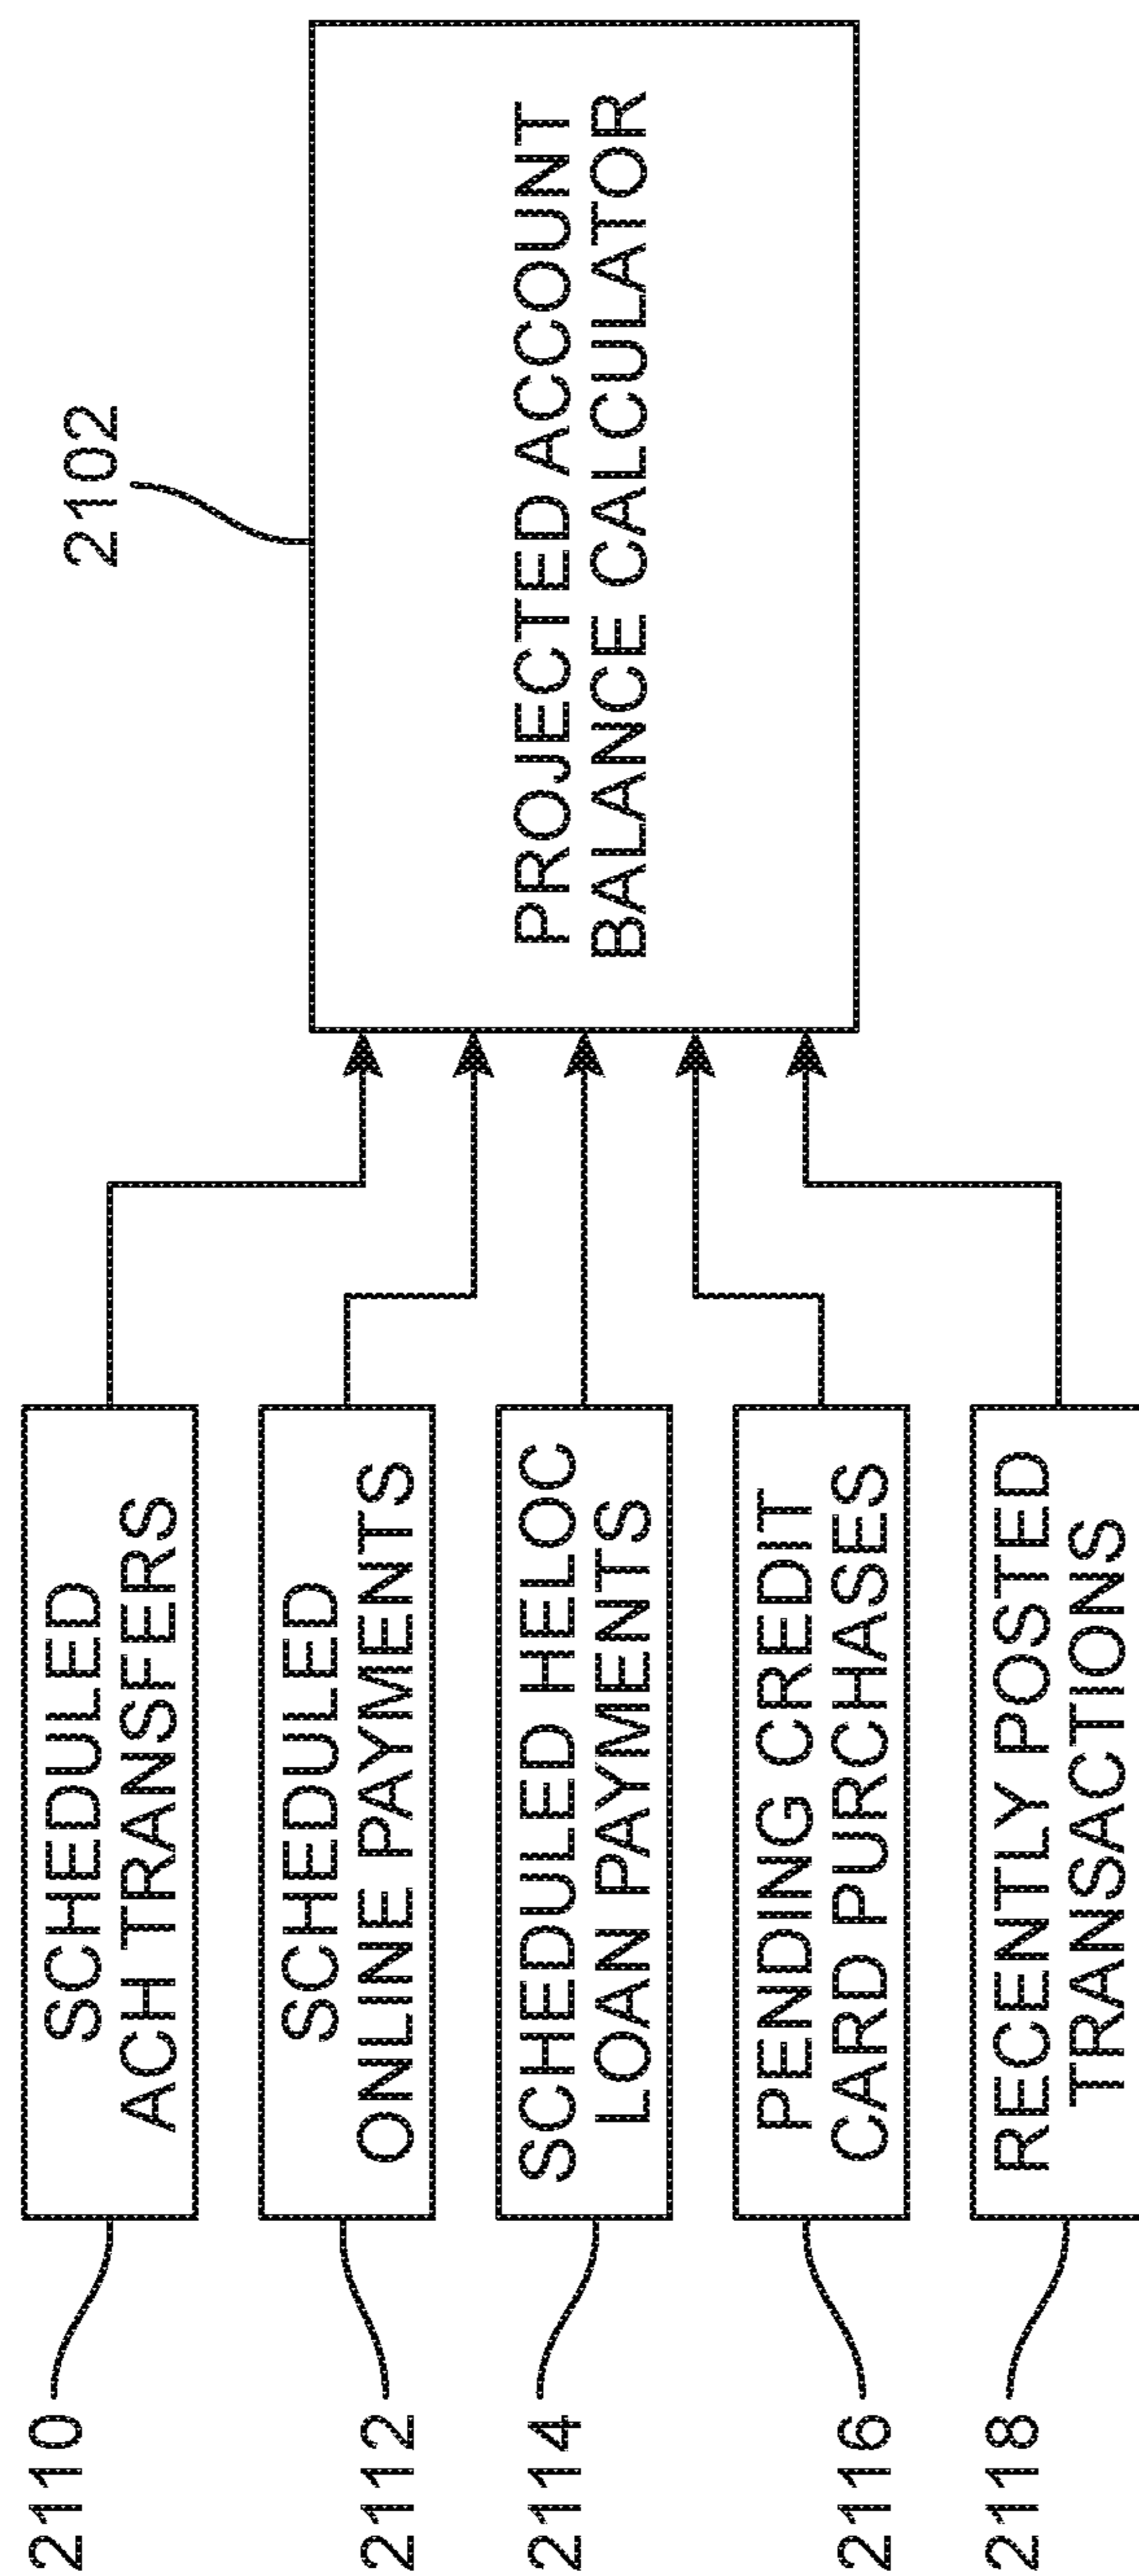 2110
SCHEDULED
ACH TRANSFERS
2112
SCHEDULED
ONLINE PAYMENTS
2114
SCHEDULED HELOC
LOAN PAYMENTS
2116
PENDING CREDIT
CARD PURCHASES
2118
RECENTLY POSTED
TRANSACTIONS
2102
PROJECTED ACCOUNT
BALANCE CALCULATOR